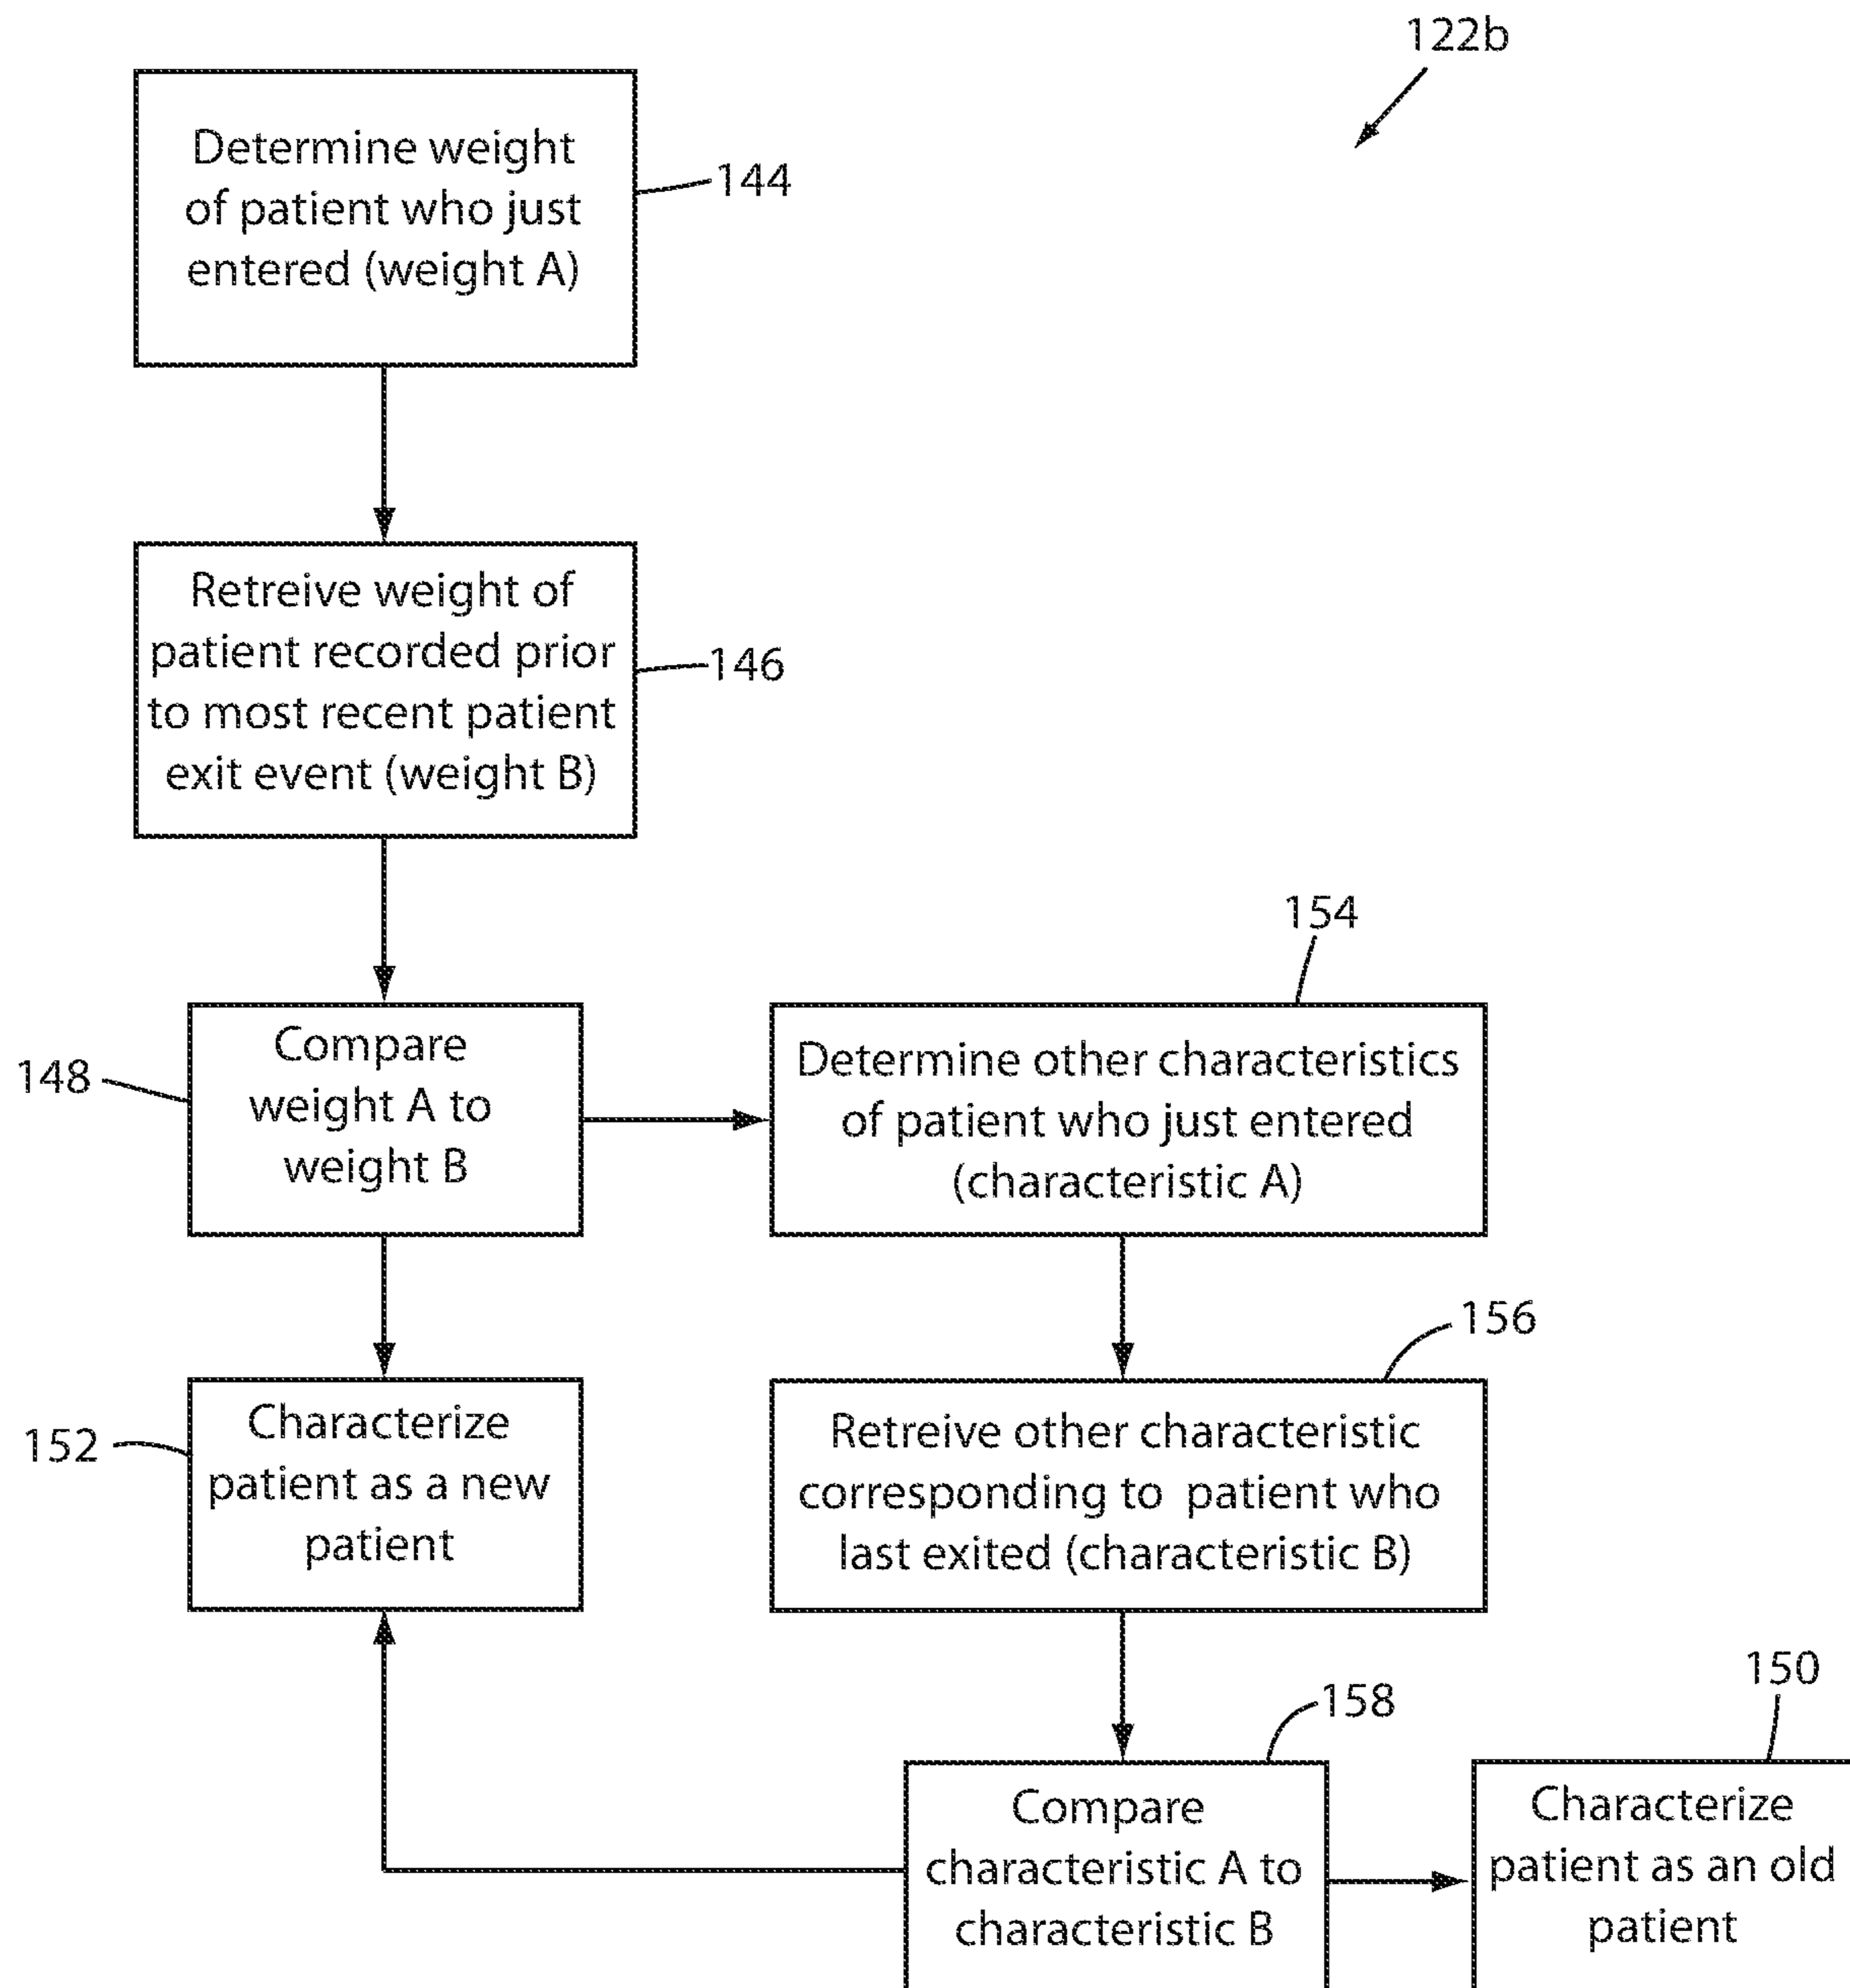 122b
Determine weight
of patient who just
entered (weight A)
144
Retreive weight of
patient recorded prior
to most recent patient
exit event (weight B)
146
154
Compare
weight A to
weight B
148
Determine other characteristics
of patient who just entered
(characteristic A)
156
Characterize
patient as a new
patient
152
Retreive other characteristic
corresponding to patient who
last exited (characteristic B)
158
150
Compare
characteristic A to
characteristic B
Characterize
patient as an old
patient